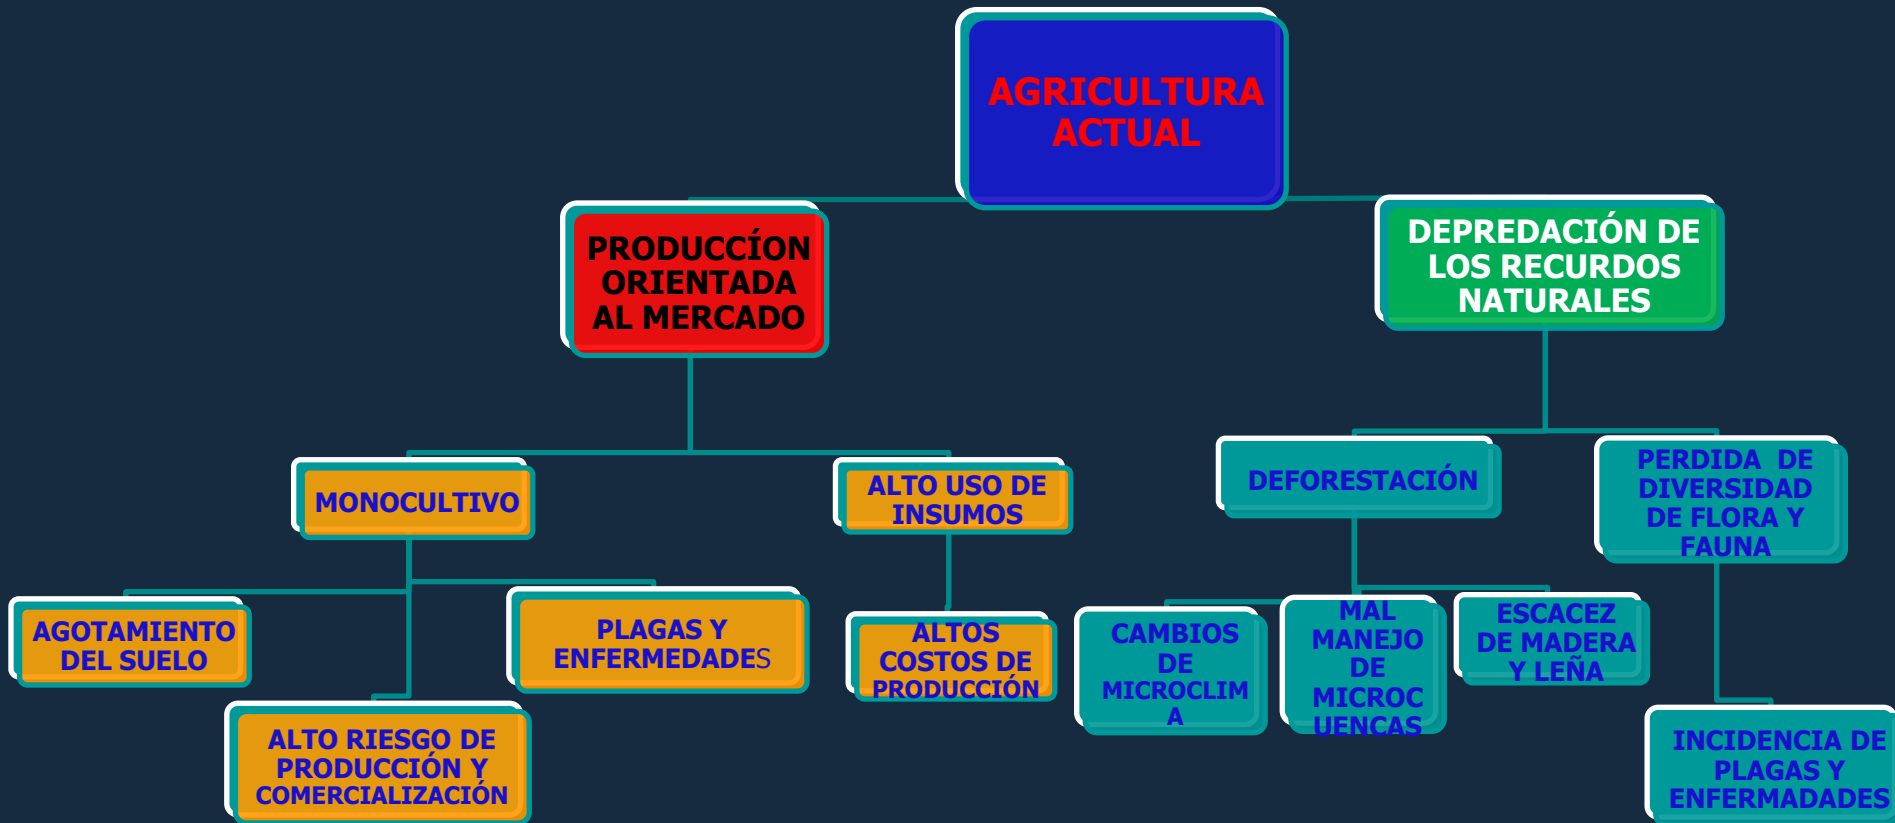 AGRICULTURA
ACTUAL
PRODUCCÍON
ORIENTADA
AL MERCADO
DEPREDACIÓN DE
LOS RECURDOS
NATURALES
MONOCULTIVO
ALTO USO DE
INSUMOS
DEFORESTACIÓN
PERDIDA DE
DIVERSIDAD
DE FLORA Y
FAUNA
AGOTAMIENTO
DEL SUELO
PLAGAS Y
ENFERMEDADES
ALTOS
COSTOS DE
PRODUCCIÓN
CAMBIOS
DE
MICROCLIM
A
MAL
MANEJO
DE
MICROC
UENCAS
ESCACEZ
DE MADERA
Y LEÑA
ALTO RIESGO DE
PRODUCCIÓN Y
COMERCIALIZACIÓN
INCIDENCIA DE
PLAGAS Y
ENFERMADADES